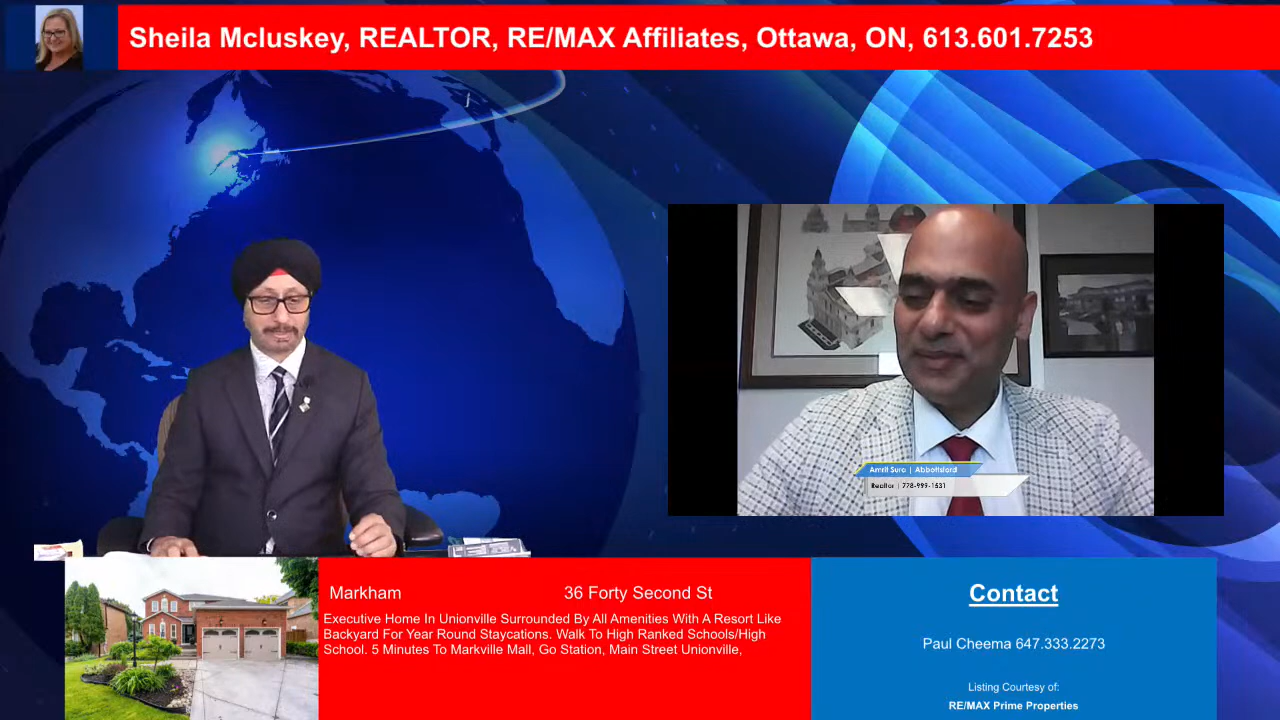 Sheila Mcluskey, REALTOR, RE/MAX Affiliates, Ottawa, ON, 613.601.7253
Amrit Sura | Abbottsford
Realtor | 778-999-1531
Markham
36 Forty Second St
Executive Home In Unionville Surrounded By All Amenities With A Resort Like
Backyard For Year Round Staycations. Walk To High Ranked Schools/High
School. 5 Minutes To Markville Mall, Go Station, Main Street Unionville,
Contact
Paul Cheema 647.333.2273
Listing Courtesy of:
RE/MAX Prime Properties